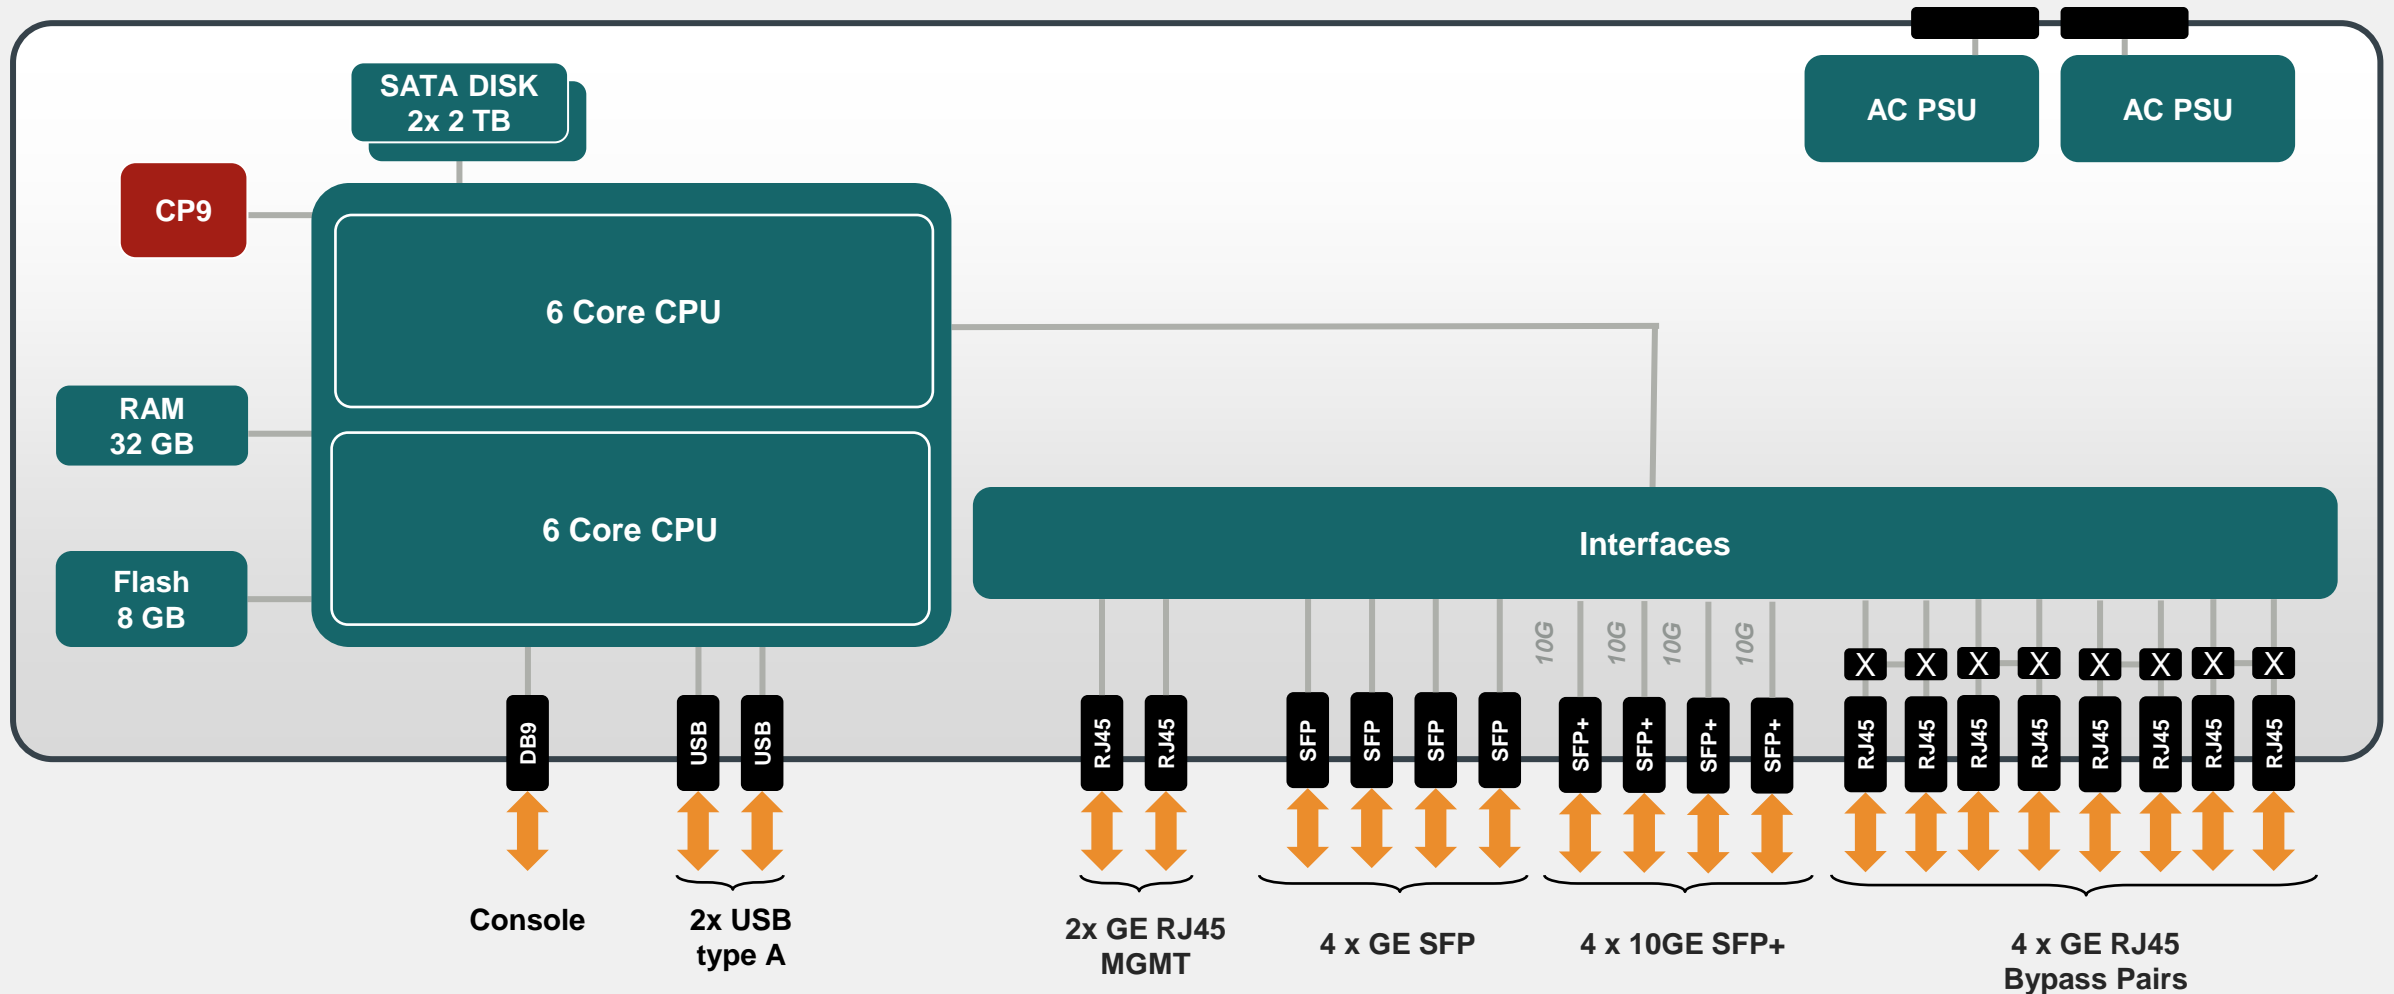 SATA DISK
2x 2 TB
AC PSU
AC PSU
CP9
6 Core CPU
RAM
32 GB
6 Core CPU
Flash
8 GB
Interfaces
10G
10G
10G
10G
X
X
X
X
X
X
X
X
DB9
USB
USB
RJ45
RJ45
SFP
SFP
SFP
SFP
SFP+
SFP+
SFP+
SFP+
RJ45
RJ45
RJ45
RJ45
RJ45
RJ45
RJ45
RJ45
Console
2x USB
type A
2x GE RJ45
MGMT
4 x GE SFP
4 x 10GE SFP+
4 x GE RJ45
Bypass Pairs